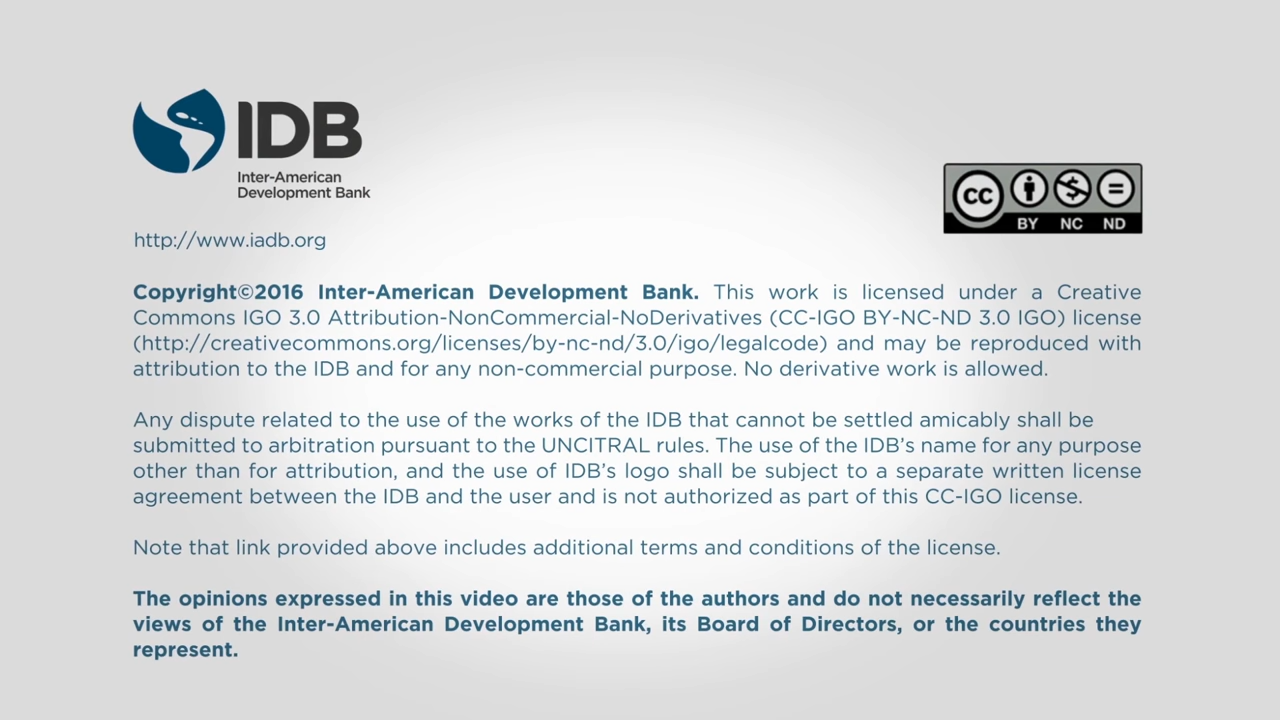 IDB
Inter-American
Development Bank
CC
BY NC ND
http://www.iadb.org
Copyright©2016 Inter-American Development Bank. This work is licensed under a Creative
Commons IGO 3.0 Attribution-NonCommercial-NoDerivatives (CC-IGO BY-NC-ND 3.0 IGO) license
(http://creativecommons.org/licenses/by-nc-nd/3.0/igo/legalcode) and may be reproduced with
attribution to the IDB and for any non-commercial purpose. No derivative work is allowed.
Any dispute related to the use of the works of the IDB that cannot be settled amicably shall be
submitted to arbitration pursuant to the UNCITRAL rules. The use of the IDB’s name for any purpose
other than for attribution, and the use of IDB’s logo shall be subject to a separate written license
agreement between the IDB and the user and is not authorized as part of this CC-IGO license.
Note that link provided above includes additional terms and conditions of the license.
The opinions expressed in this video are those of the authors and do not necessarily reflect the
views of the Inter-American Development Bank, its Board of Directors, or the countries they
represent.